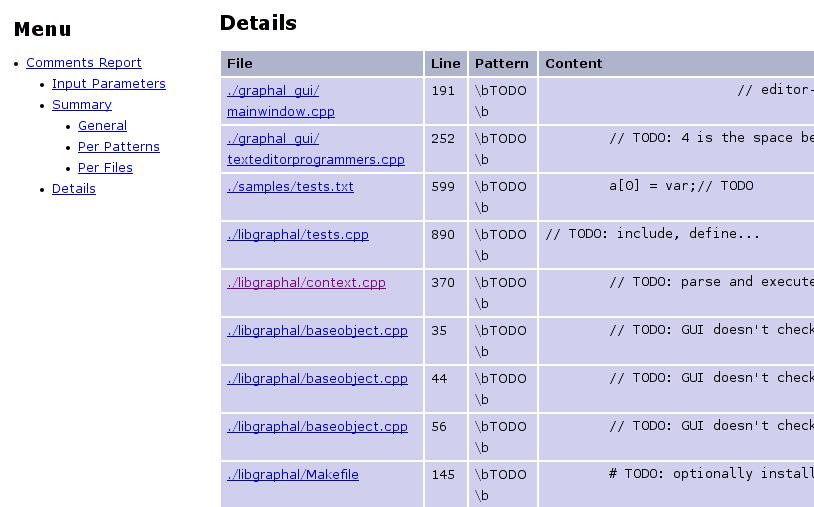 Menu
Comments Report
Input Parameters
Summary
General
Per Patterns
Per Files
Details
Details
File Line Pattern Content
./graphal_gui/ 191 \bTODO // editor-
mainwindow.cpp \b
./graphal_gui/ 252 \bTODO // TODO: 4 is the space be
texteditorprogrammers.cpp \b
./samples/tests.txt 599 \bTODO a[0] = var;// TODO
\b
./libgraphal/tests.cpp 890 \bTODO // TODO: include, define...
\b
./libgraphal/context.cpp 370 \bTODO // TODO: parse and execute
\b
./libgraphal/baseobject.cpp 35 \bTODO // TODO: GUI doesn't check
\b
./libgraphal/baseobject.cpp 44 \bTODO // TODO: GUI doesn't check
\b
./libgraphal/baseobject.cpp 56 \bTODO // TODO: GUI doesn't check
\b
./libgraphal/Makefile 145 \bTODO # TODO: optionally install
\b